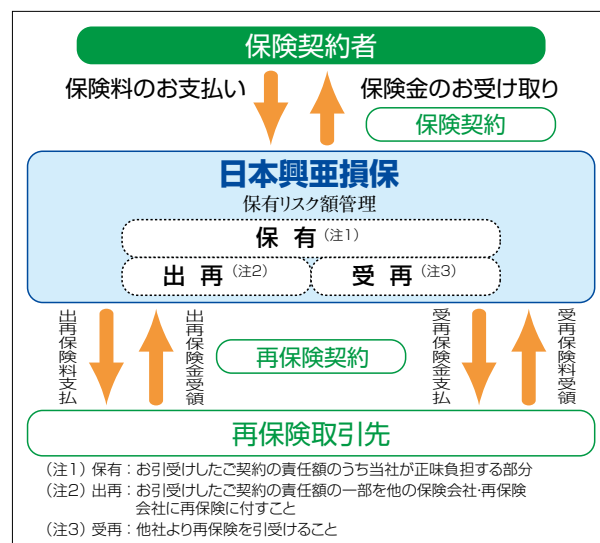 保険契約者
保険料のお支払い
保険金のお受け取り
保険契約
日本興亜損保
保有リスク額管理
保 有(注1)
出 再(注2)
受 再(注3)
出再保険料支払
出再保険金受領
再保険契約
受再保険金支払
受再保険料受領
再保険取引先
(注1) 保有:お引受けしたご契約の責任額のうち当社が正味負担する部分
(注2) 出再:お引受けしたご契約の責任額の一部を他の保険会社・再保険
会社に再保険に付すこと
(注3) 受再:他社より再保険を引受けること